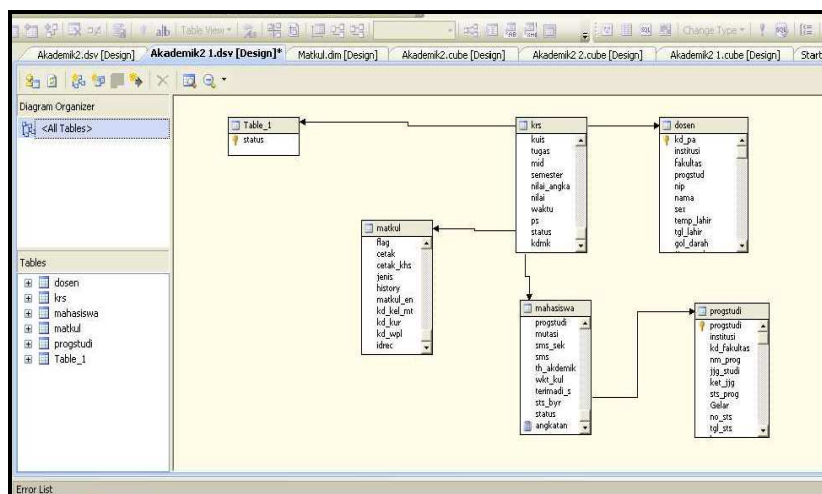 alb Table View Change Type
Akademik2.dsv [Design] Akademik2 1.dsv [Design]* Matkul.dim [Design] Akademik2.cube [Design] Akademik2 2.cube [Design] Akademik2 1.cube [Design] Start
Diagram Organizer
<All Tables>
Tables
dosen
krs
mahasiswa
matkul
progstudi
Table_1
Table_1
status
krs
kuis
tugas
mid
semester
nilai_angka
nilai
waktu
ps
status
kdmk
dosen
kd_pa
institusi
fakultas
progstud
nip
nama
sex
temp_lahir
tgl_lahir
gol_darah
matkul
flag
cetak
cetak_khs
jenis
history
matkul_en
kd_kel_mt
kd_kur
kd_wpl
idrec
mahasiswa
progstudi
mutasi
sms_sek
sms
th_akdemik
wkt_kul
terimadi_s
sts_byr
status
angkatan
progstudi
progstudi
institusi
kd_fakultas
nm_prog
jjg_studi
ket_jjg
sts_prog
Gelar
no_sts
tgl_sts
Error List